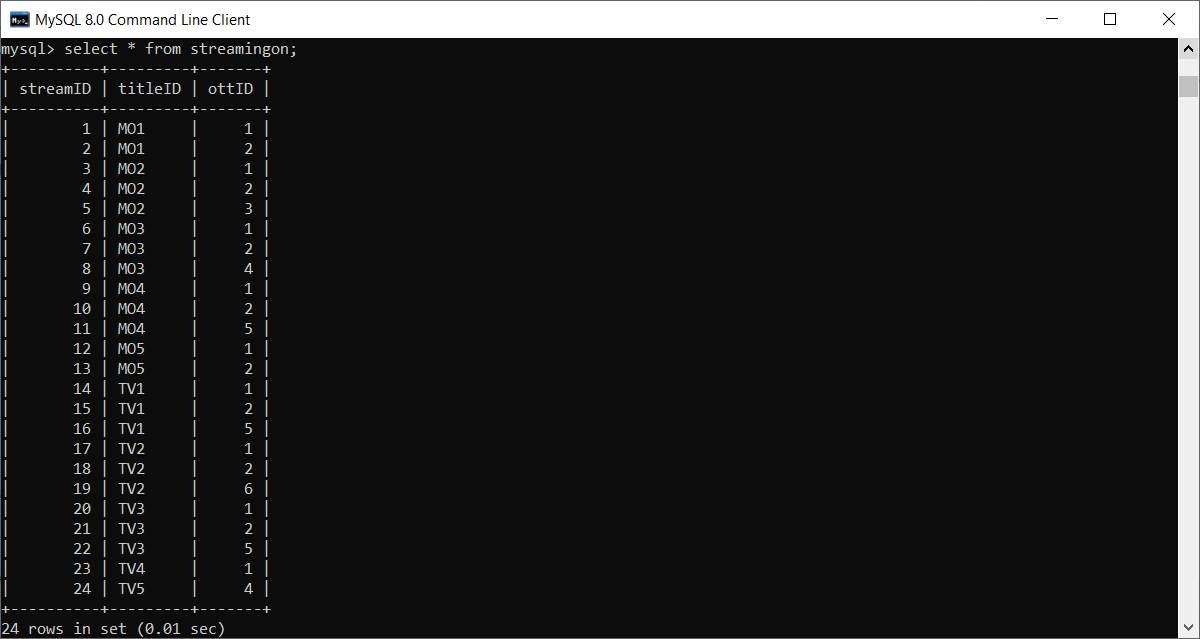 MySQL 8.0 Command Line Client
mysql> select * from streamingon;
+----------+---------+-------+
| streamID | titleID | ottID |
+----------+---------+-------+
|        1 | MO1     |     1 |
|        2 | MO1     |     2 |
|        3 | MO2     |     1 |
|        4 | MO2     |     2 |
|        5 | MO2     |     3 |
|        6 | MO3     |     1 |
|        7 | MO3     |     2 |
|        8 | MO3     |     4 |
|        9 | MO4     |     1 |
|       10 | MO4     |     2 |
|       11 | MO4     |     5 |
|       12 | MO5     |     1 |
|       13 | MO5     |     2 |
|       14 | TV1     |     1 |
|       15 | TV1     |     2 |
|       16 | TV1     |     5 |
|       17 | TV2     |     1 |
|       18 | TV2     |     2 |
|       19 | TV2     |     6 |
|       20 | TV3     |     1 |
|       21 | TV3     |     2 |
|       22 | TV3     |     5 |
|       23 | TV4     |     1 |
|       24 | TV5     |     4 |
+----------+---------+-------+
24 rows in set (0.01 sec)